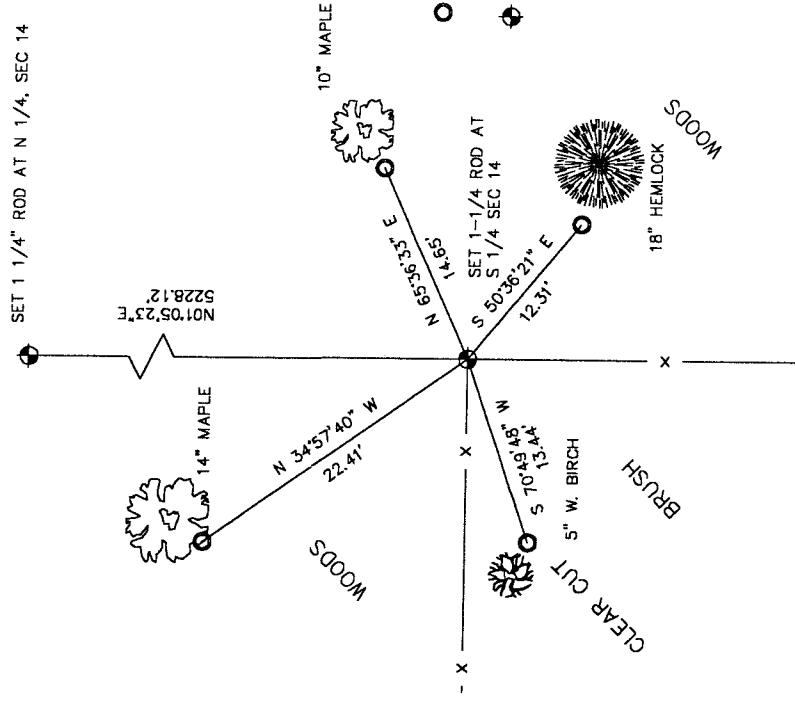 SET 1 1/4" ROD AT N 1/4, SEC 14
N01°05'23"E
5228.12'
10" MAPLE
14" MAPLE
N 65°36'33" E
14.65'
SET 1-1/4 ROD AT
S 1/4 SEC 14
N 34°57'40" W
22.41'
S 50°36'21" E
12.31'
18" HEMLOCK
WOODS
S 70°49'48" W
13.44'
5" W. BIRCH
WOODS
CLEAR CUT
BRUSH
X
X
- X